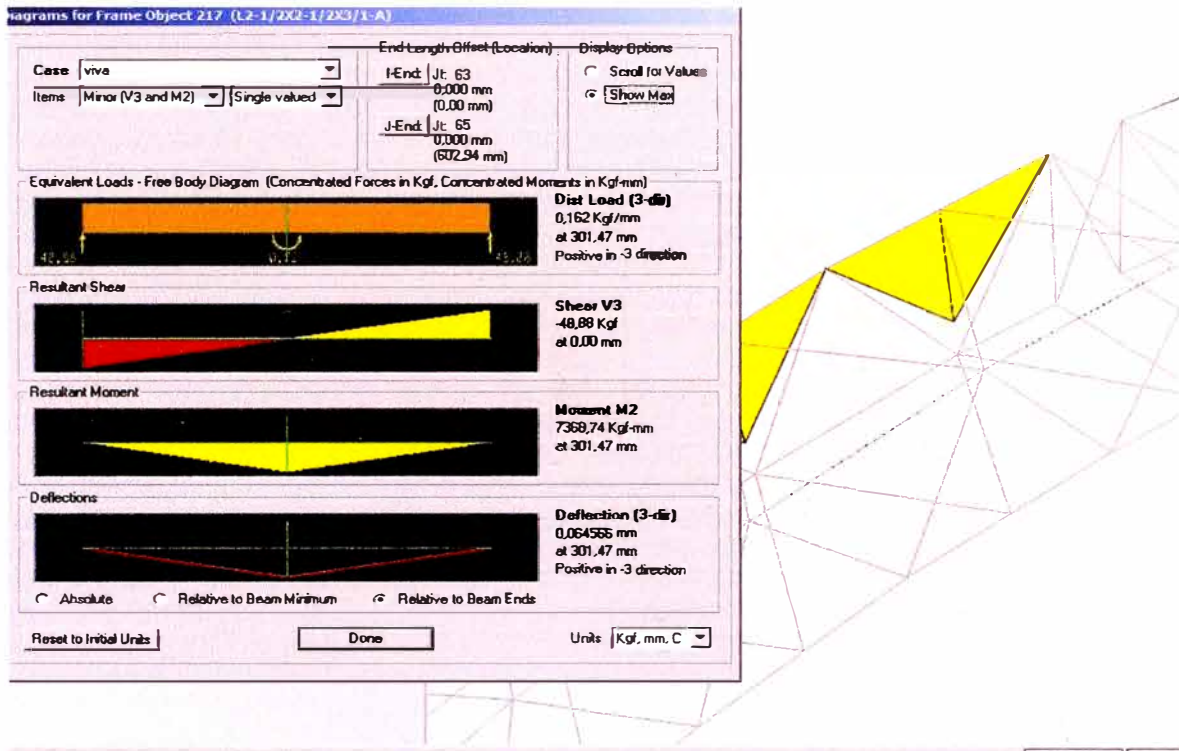 iagrams for Frame Object 217 (L2-1/2X2-1/2X3/1-A)
End Length Offset (Location)
Display Options
Case viva
I-End: Jt: 63
0,000 mm
(0,00 mm)
Scroll for Values
Items Minor (V3 and M2) Single valued
Show Max
J-End: Jt: 65
0,000 mm
(602,94 mm)
Equivalent Loads - Free Body Diagram (Concentrated Forces in Kgf, Concentrated Moments in Kgf-mm)
Dist Load (3-dir)
0,162 Kgf/mm
at 301,47 mm
Positive in -3 direction
Resultant Shear
Shear V3
-48,88 Kgf
at 0,00 mm
Resultant Moment
Moment M2
7368,74 Kgf-mm
at 301,47 mm
Deflections
Deflection (3-dir)
0,064566 mm
at 301,47 mm
Positive in -3 direction
Absolute Relative to Beam Minimum Relative to Beam Ends
Reset to Initial Units Done Units Kgf, mm, C